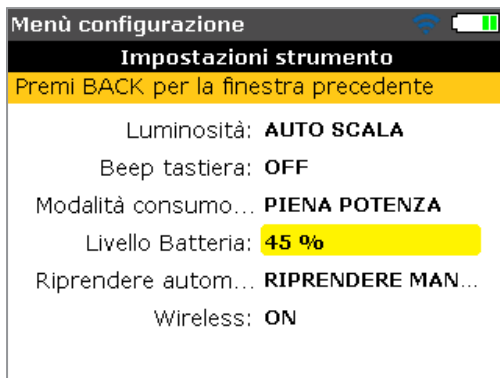 Menù configurazione
Impostazioni strumento
Premi BACK per la finestra precedente
Luminosità: AUTO SCALA
Beep tastiera: OFF
Modalità consumo... PIENA POTENZA
Livello Batteria: 45 %
Riprendere autom... RIPRENDERE MAN...
Wireless: ON